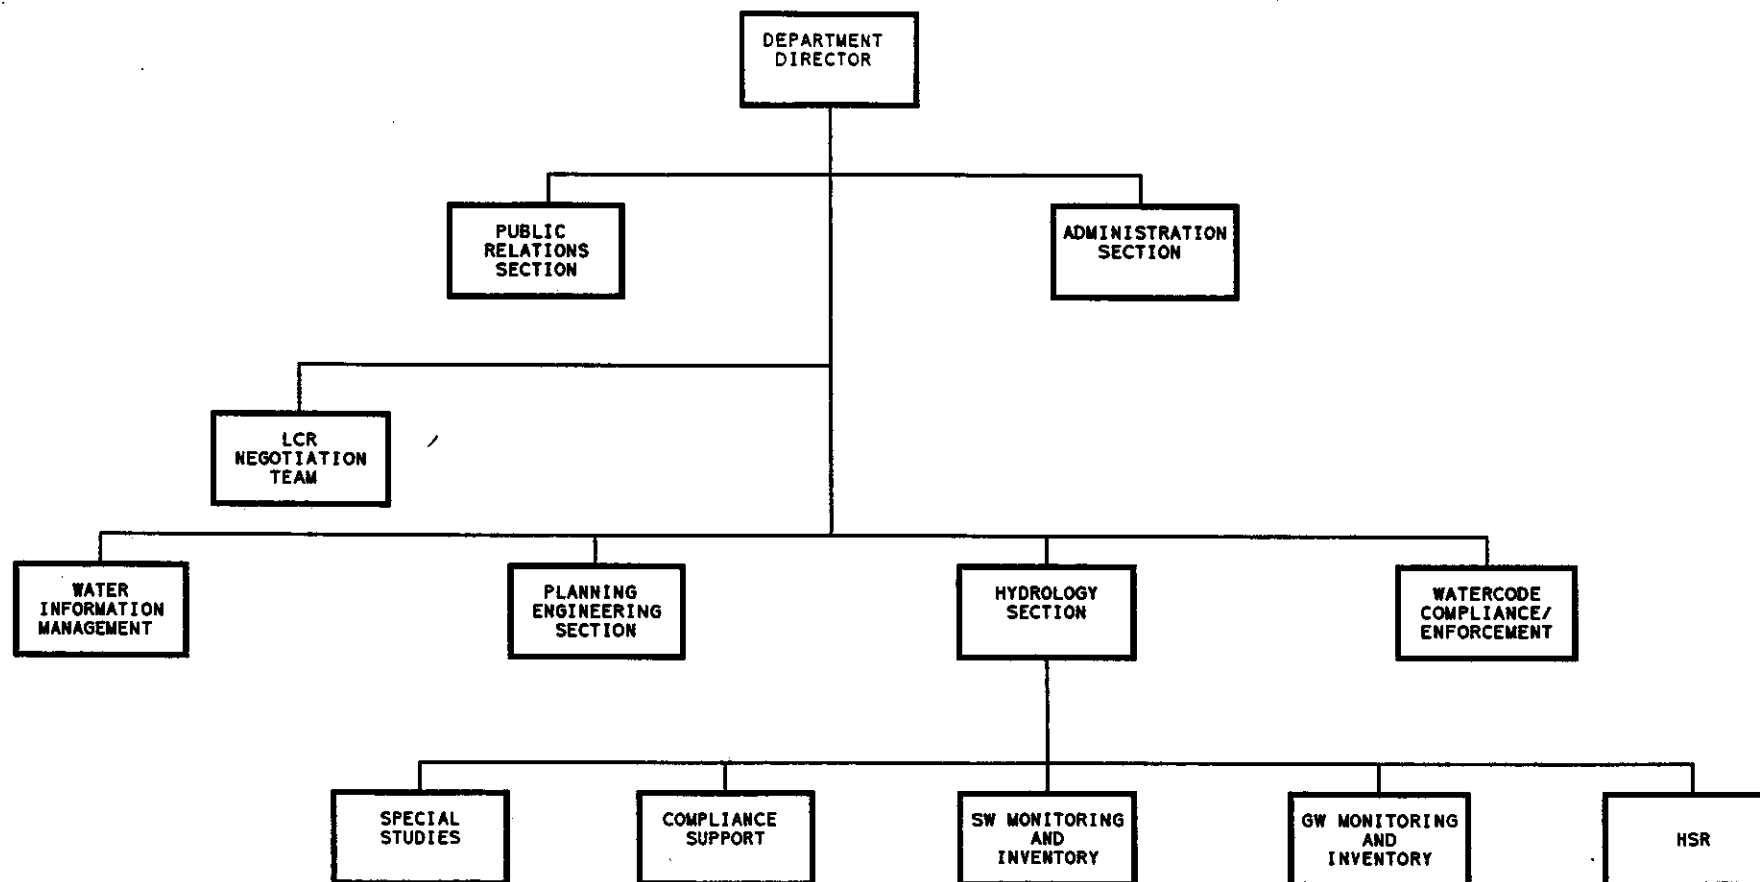 DEPARTMENT
DIRECTOR
PUBLIC
RELATIONS
SECTION
ADMINISTRATION
SECTION
LCR
NEGOTIATION
TEAM
WATER
INFORMATION
MANAGEMENT
PLANNING
ENGINEERING
SECTION
HYDROLOGY
SECTION
WATERCODE
COMPLIANCE/
ENFORCEMENT
SPECIAL
STUDIES
COMPLIANCE
SUPPORT
SW MONITORING
AND
INVENTORY
GW MONITORING
AND
INVENTORY
HSR